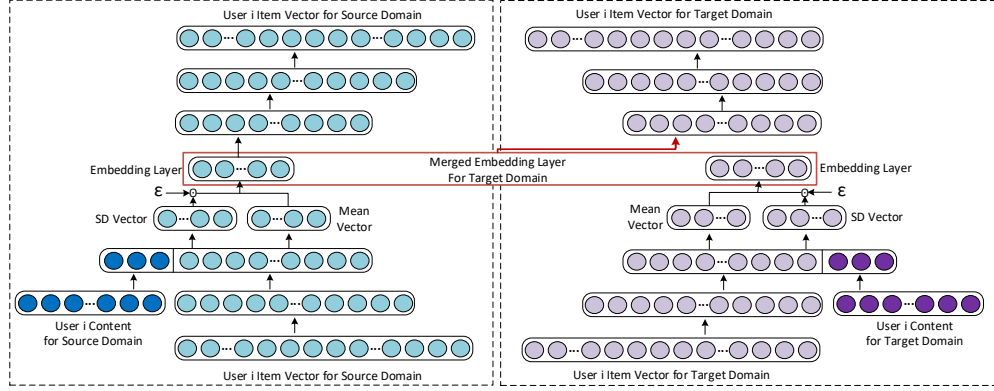 User i Item Vector for Source Domain
User i Item Vector for Target Domain
Embedding Layer
Merged Embedding Layer
For Target Domain
Embedding Layer
ε
ε
SD Vector
Mean
Vector
Mean
Vector
SD Vector
User i Content
for Source Domain
User i Content
for Target Domain
User i Item Vector for Source Domain
User i Item Vector for Target Domain